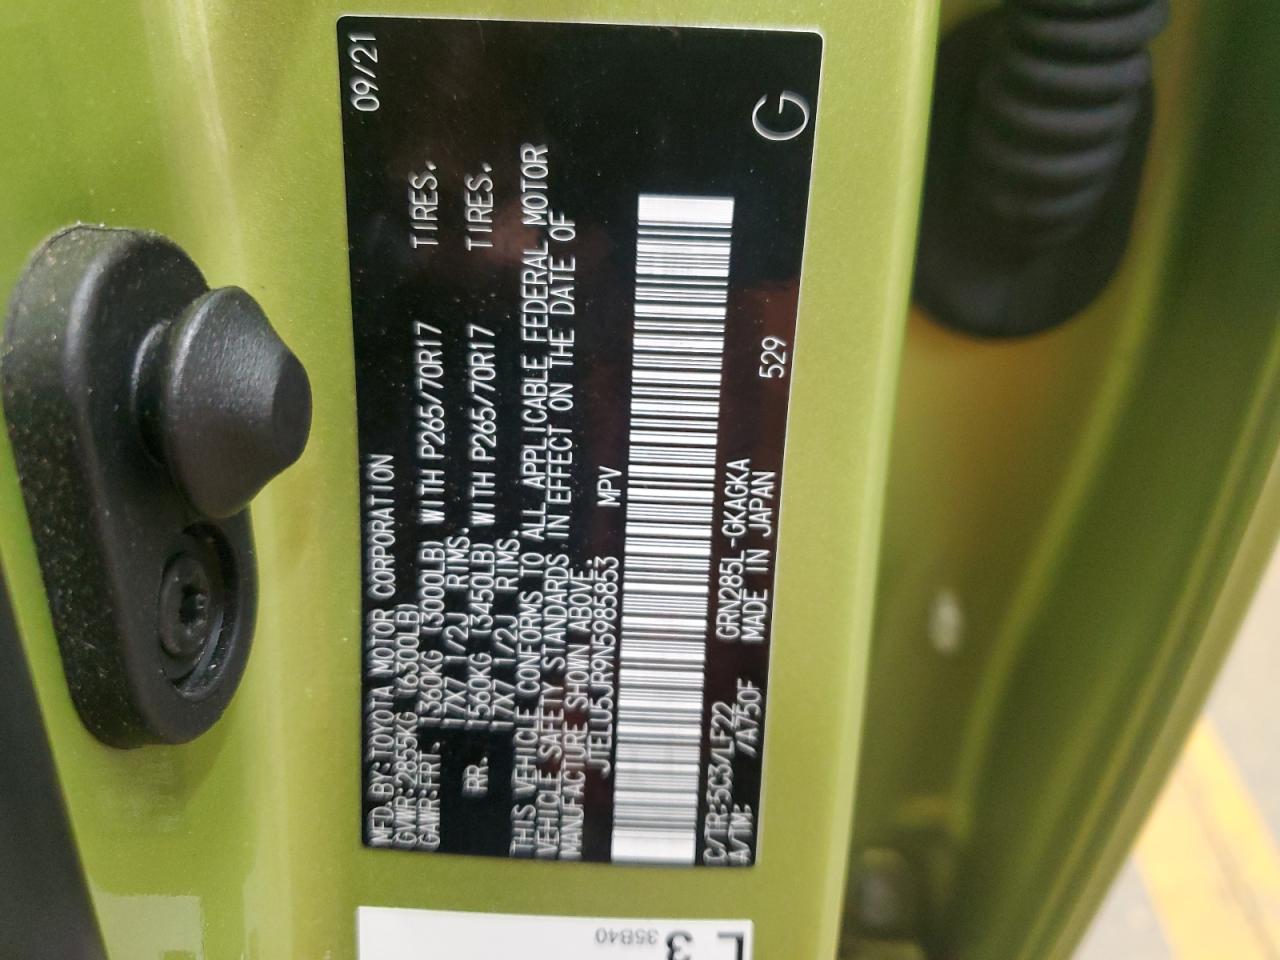 MFD. BY: TOYOTA MOTOR CORPORATION 09/21
GVWR:2855KG (6300LB)
GAWR:FRT. 1360KG (3000LB) WITH P265/70R17 TIRES.
17X7 1/2J RIMS.
RR. 1560KG (3450LB) WITH P265/70R17 TIRES.
17X7 1/2J RIMS.
THIS VEHICLE CONFORMS TO ALL APPLICABLE FEDERAL MOTOR
VEHICLE SAFETY STANDARDS IN EFFECT ON THE DATE OF
MANUFACTURE SHOWN ABOVE.
JTELU5JR9N5985853 MPV
C/TR:5C3/LF22 GRN285L-GKAGKA 529 G
A/TM: /A750F MADE IN JAPAN
35B40
3